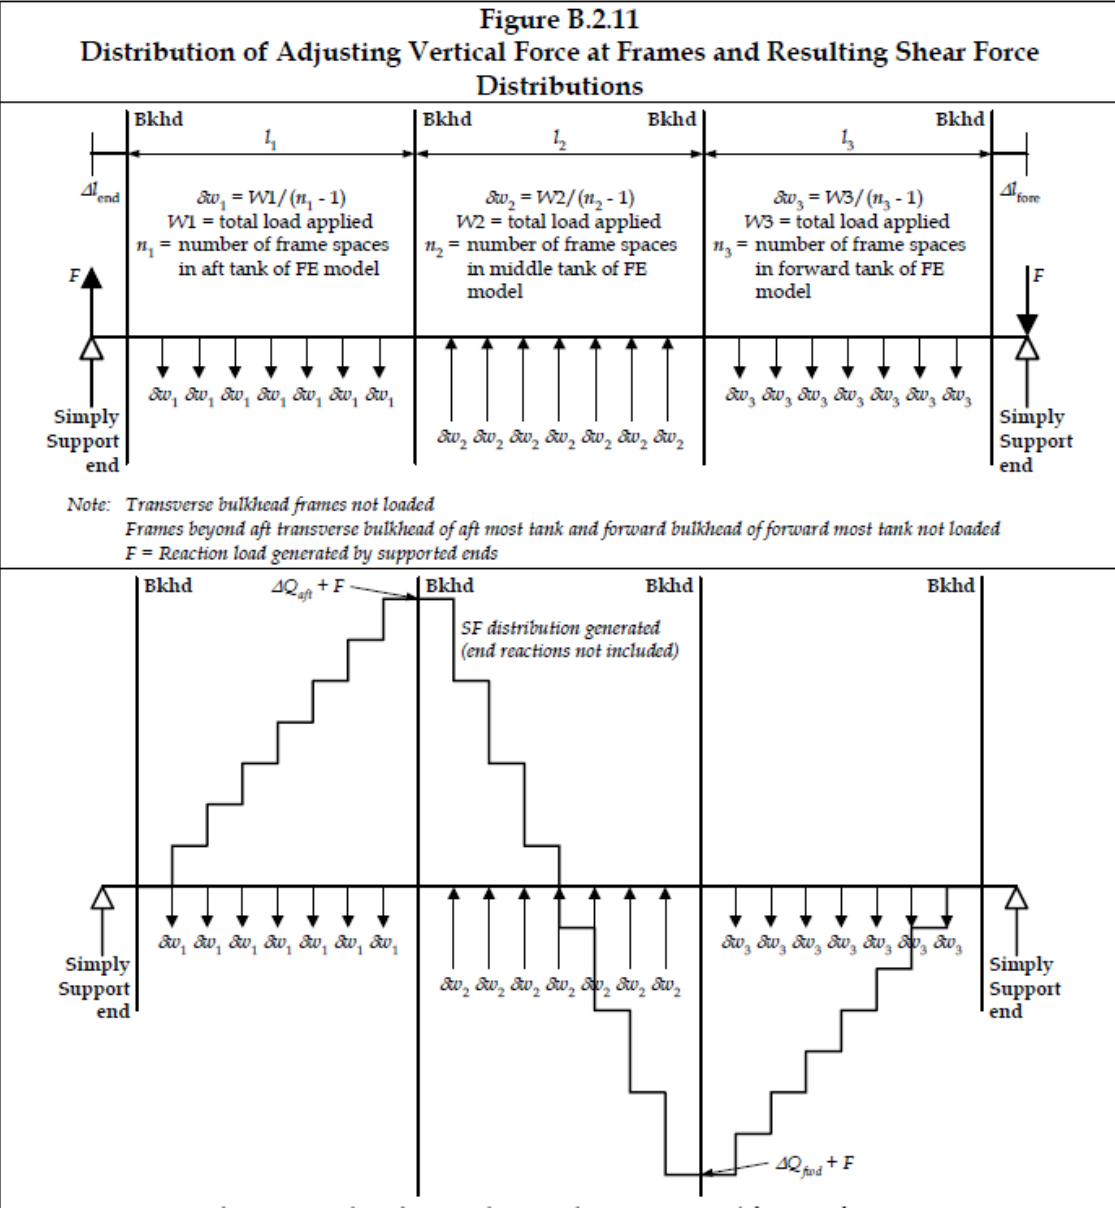 Figure B.2.11
Distribution of Adjusting Vertical Force at Frames and Resulting Shear Force
Distributions
Bkhd
Bkhd
Bkhd
Bkhd
l₁
l₂
l₃
Δl_end
Δl_fore
δw₁ = W1/(n₁ - 1)
W1 = total load applied
n₁ = number of frame spaces
in aft tank of FE model
δw₂ = W2/(n₂ - 1)
W2 = total load applied
n₂ = number of frame spaces
in middle tank of FE
model
δw₃ = W3/(n₃ - 1)
W3 = total load applied
n₃ = number of frame spaces
in forward tank of FE
model
F
F
δw₁ δw₁ δw₁ δw₁ δw₁ δw₁ δw₁
δw₂ δw₂ δw₂ δw₂ δw₂ δw₂ δw₂
δw₃ δw₃ δw₃ δw₃ δw₃ δw₃ δw₃
Simply
Support
end
Simply
Support
end
Note: Transverse bulkhead frames not loaded
Frames beyond aft transverse bulkhead of aft most tank and forward bulkhead of forward most tank not loaded
F = Reaction load generated by supported ends
Bkhd
ΔQ_aft + F
Bkhd
Bkhd
Bkhd
SF distribution generated
(end reactions not included)
δw₁ δw₁ δw₁ δw₁ δw₁ δw₁ δw₁
δw₂ δw₂ δw₂ δw₂ δw₂ δw₂ δw₂
δw₃ δw₃ δw₃ δw₃ δw₃ δw₃ δw₃
Simply
Support
end
Simply
Support
end
ΔQ_fwd + F